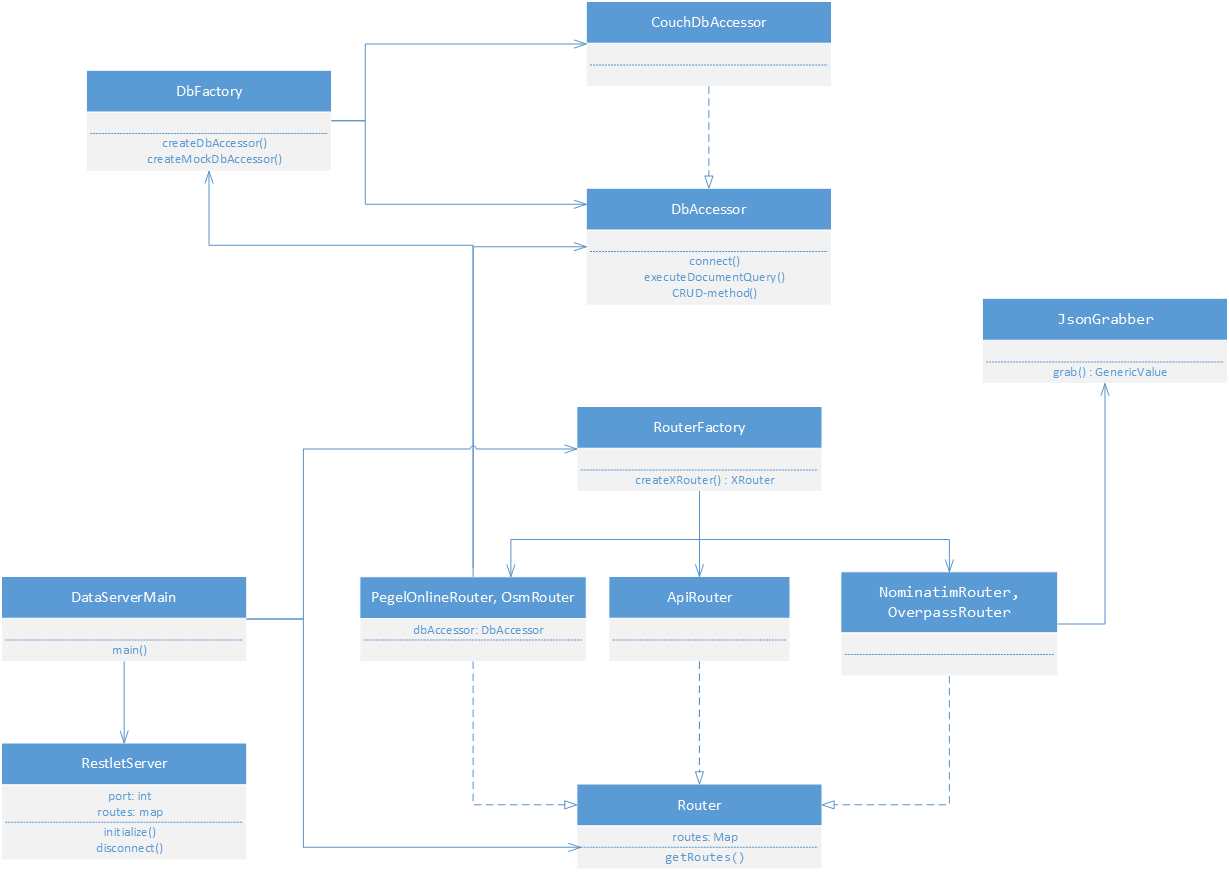 CouchDbAccessor
DbFactory
createDbAccessor()
createMockDbAccessor()
DbAccessor
connect()
executeDocumentQuery()
CRUD-method()
JsonGrabber
grab() : GenericValue
RouterFactory
createXRouter() : XRouter
DataServerMain
main()
PegelOnlineRouter, OsmRouter
dbAccessor: DbAccessor
ApiRouter
NominatimRouter,
OverpassRouter
RestletServer
port: int
routes: map
initialize()
disconnect()
Router
routes: Map
getRoutes()